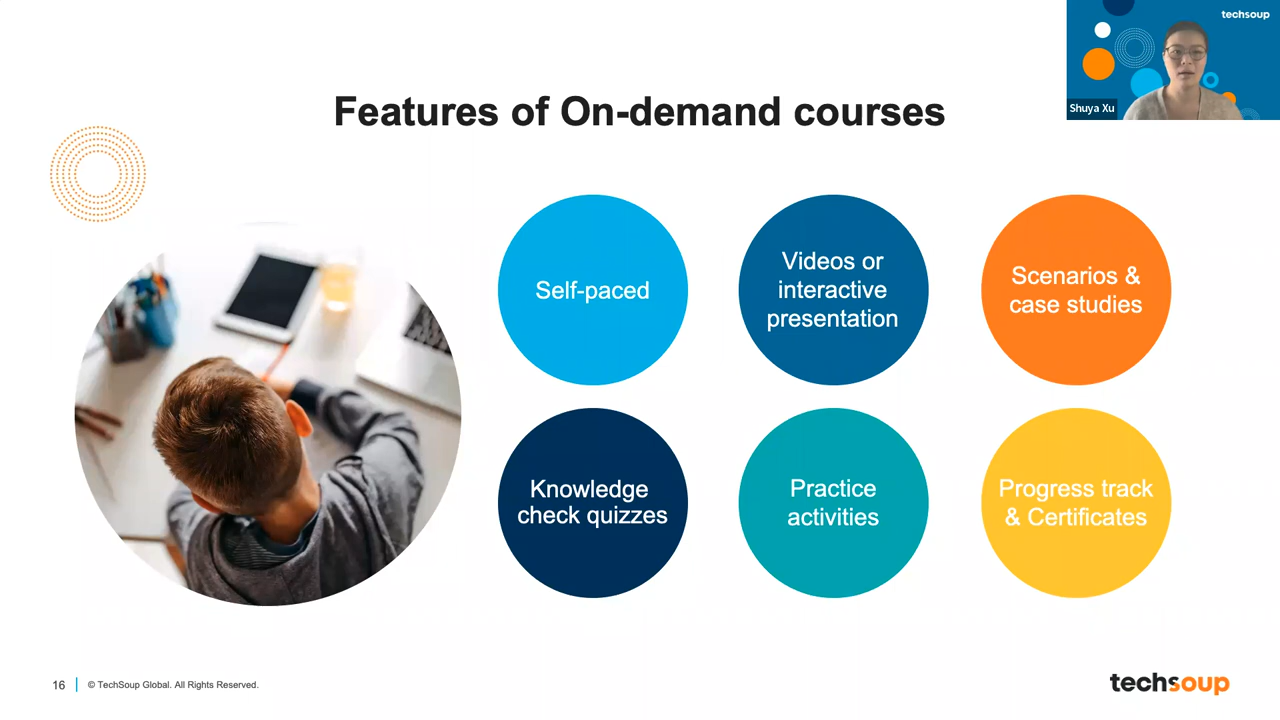 techsoup
Shuya Xu
Features of On-demand courses
Self-paced
Videos or
interactive
presentation
Scenarios &
case studies
Knowledge
check quizzes
Practice
activities
Progress track
& Certificates
16
© TechSoup Global. All Rights Reserved.
techsoup